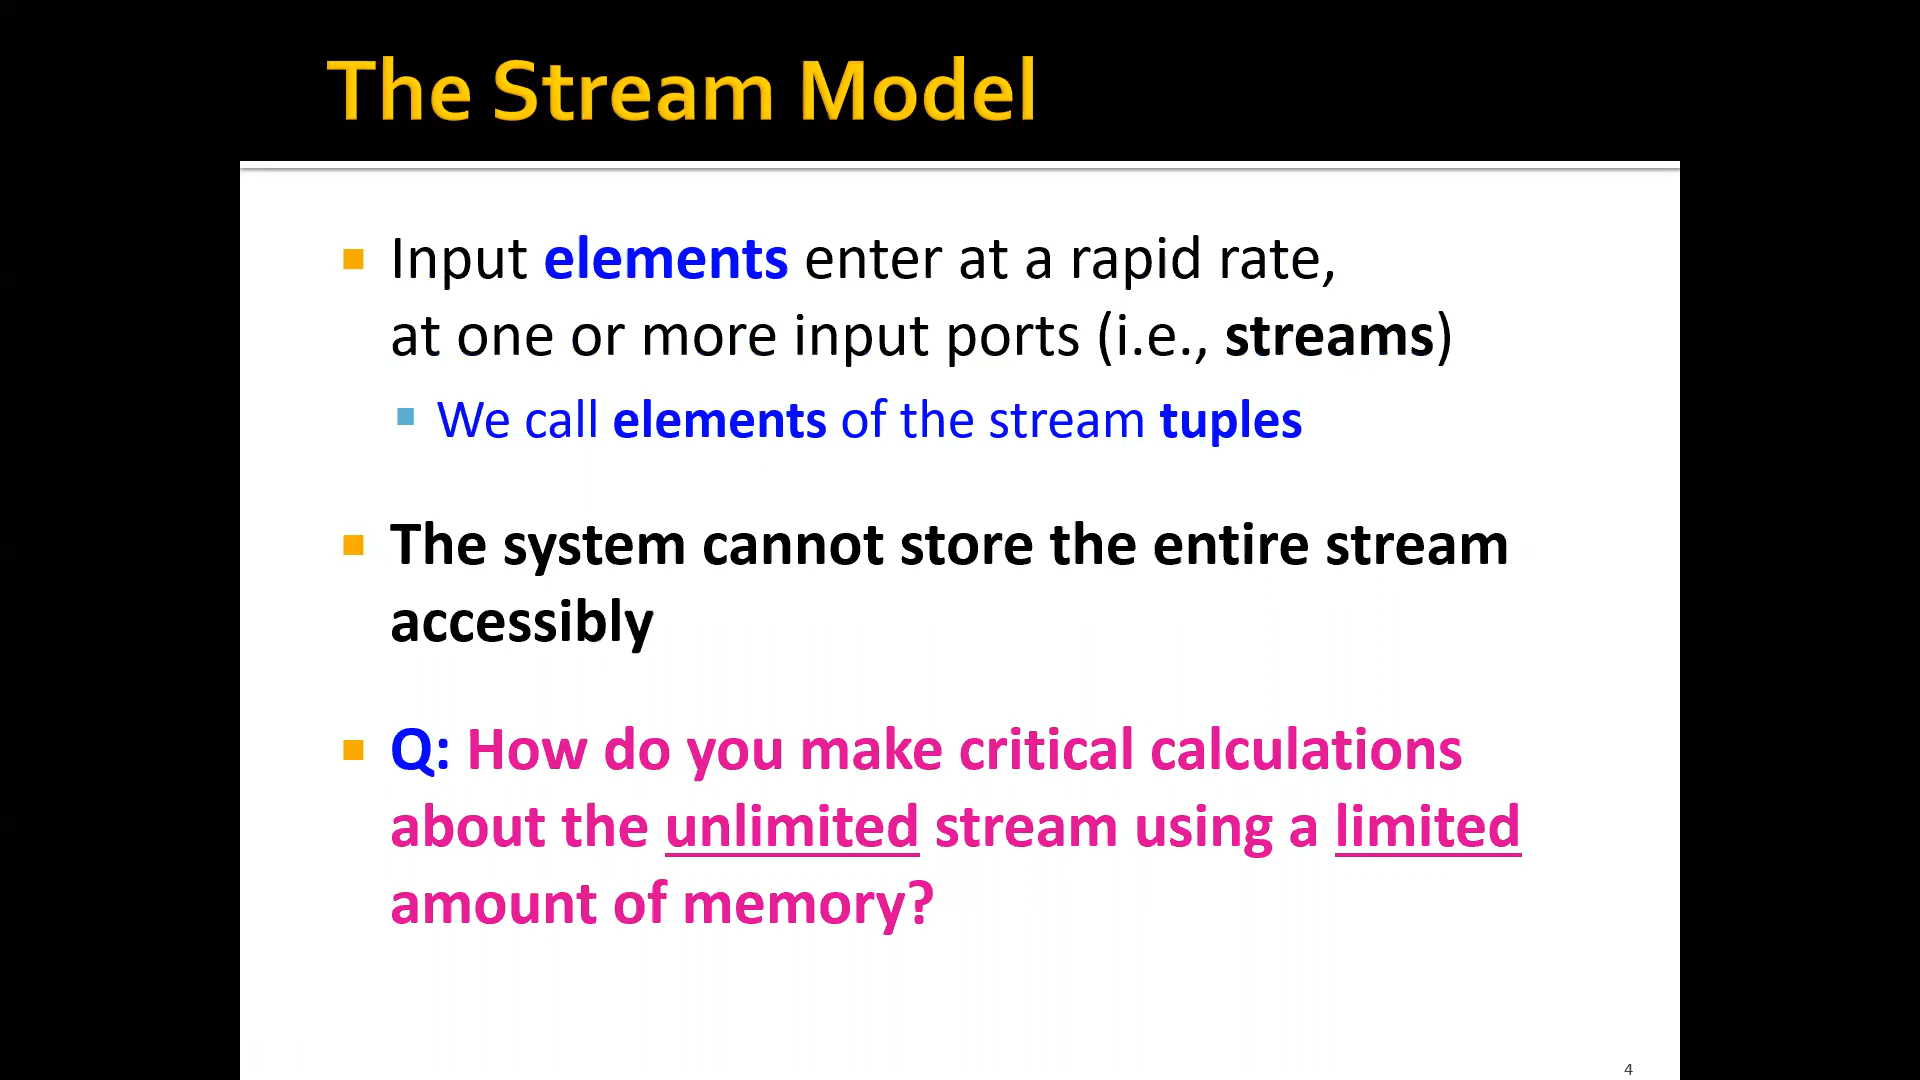 The Stream Model
Input elements enter at a rapid rate,
at one or more input ports (i.e., streams)
We call elements of the stream tuples
The system cannot store the entire stream
accessibly
Q: How do you make critical calculations
about the unlimited stream using a limited
amount of memory?
4